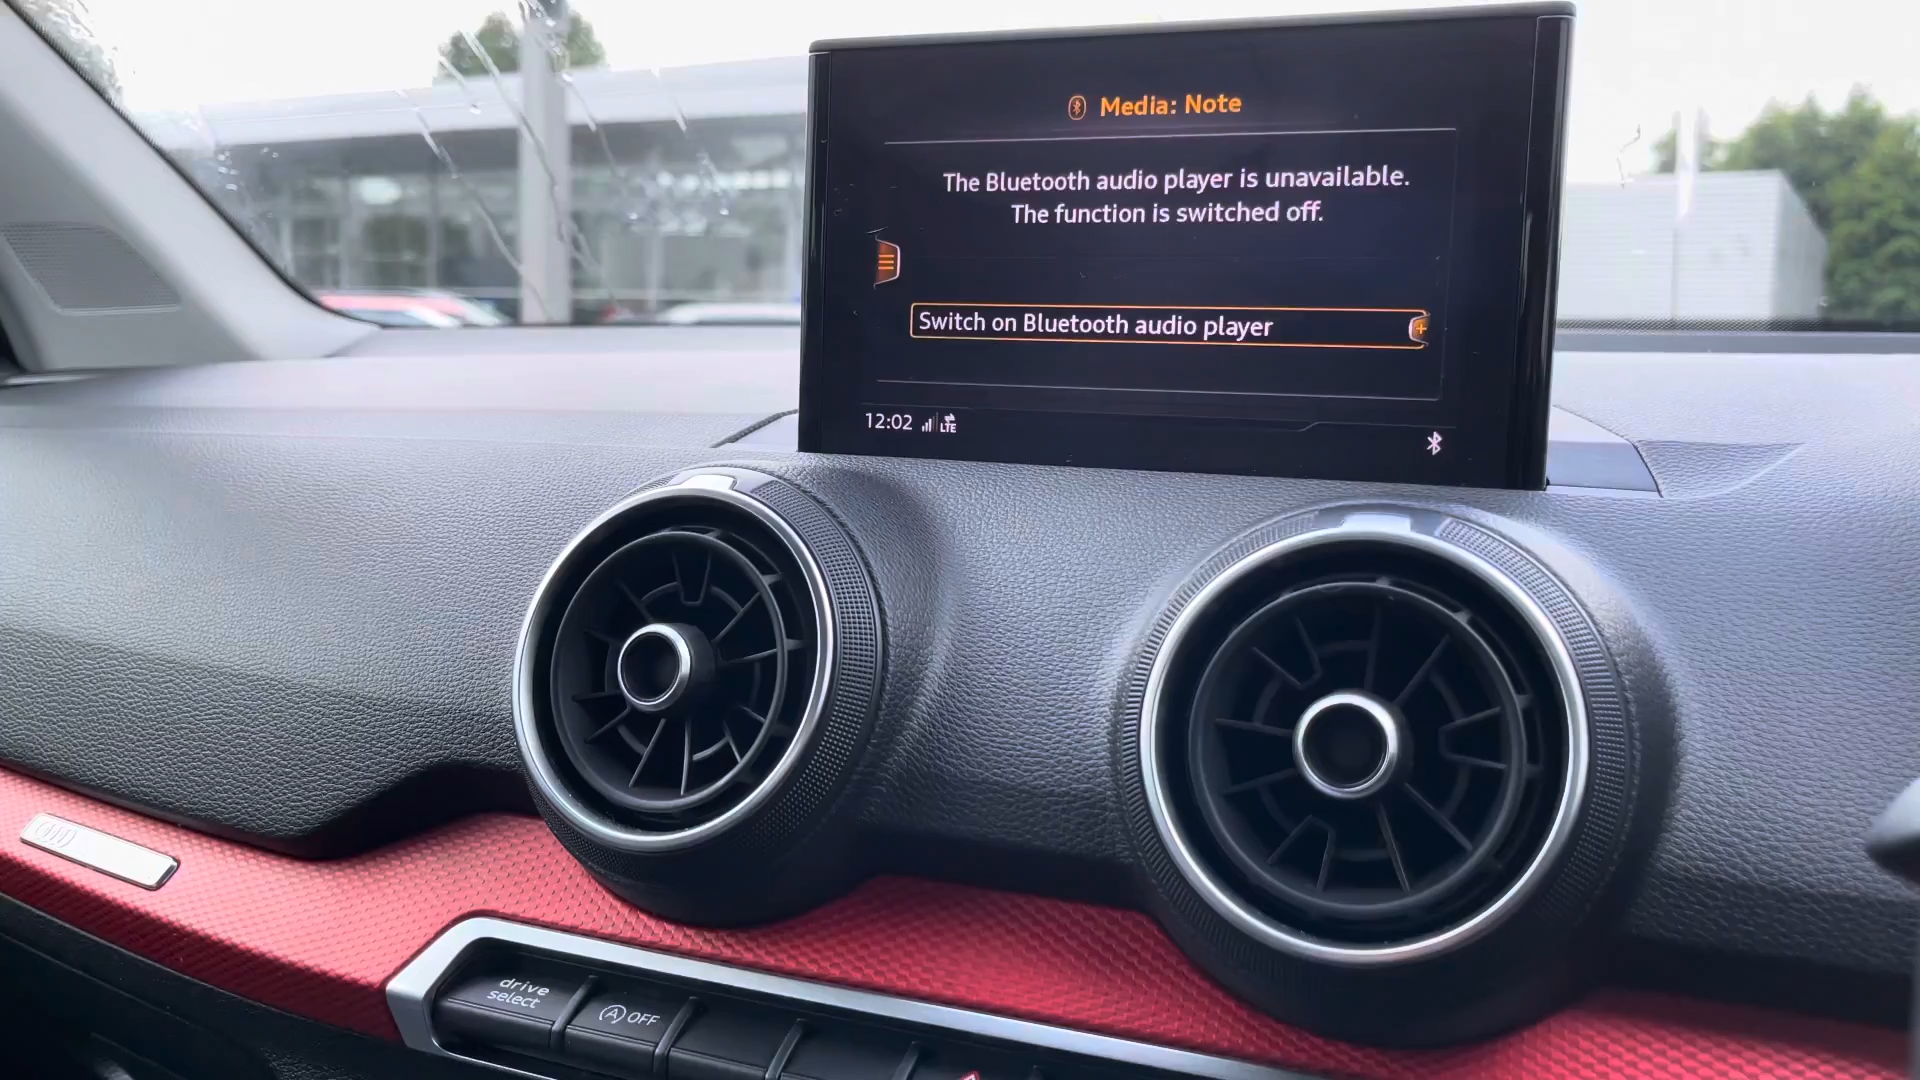 Media: Note
The Bluetooth audio player is unavailable.
The function is switched off.
Switch on Bluetooth audio player
12:02
LTE
drive
select
A OFF